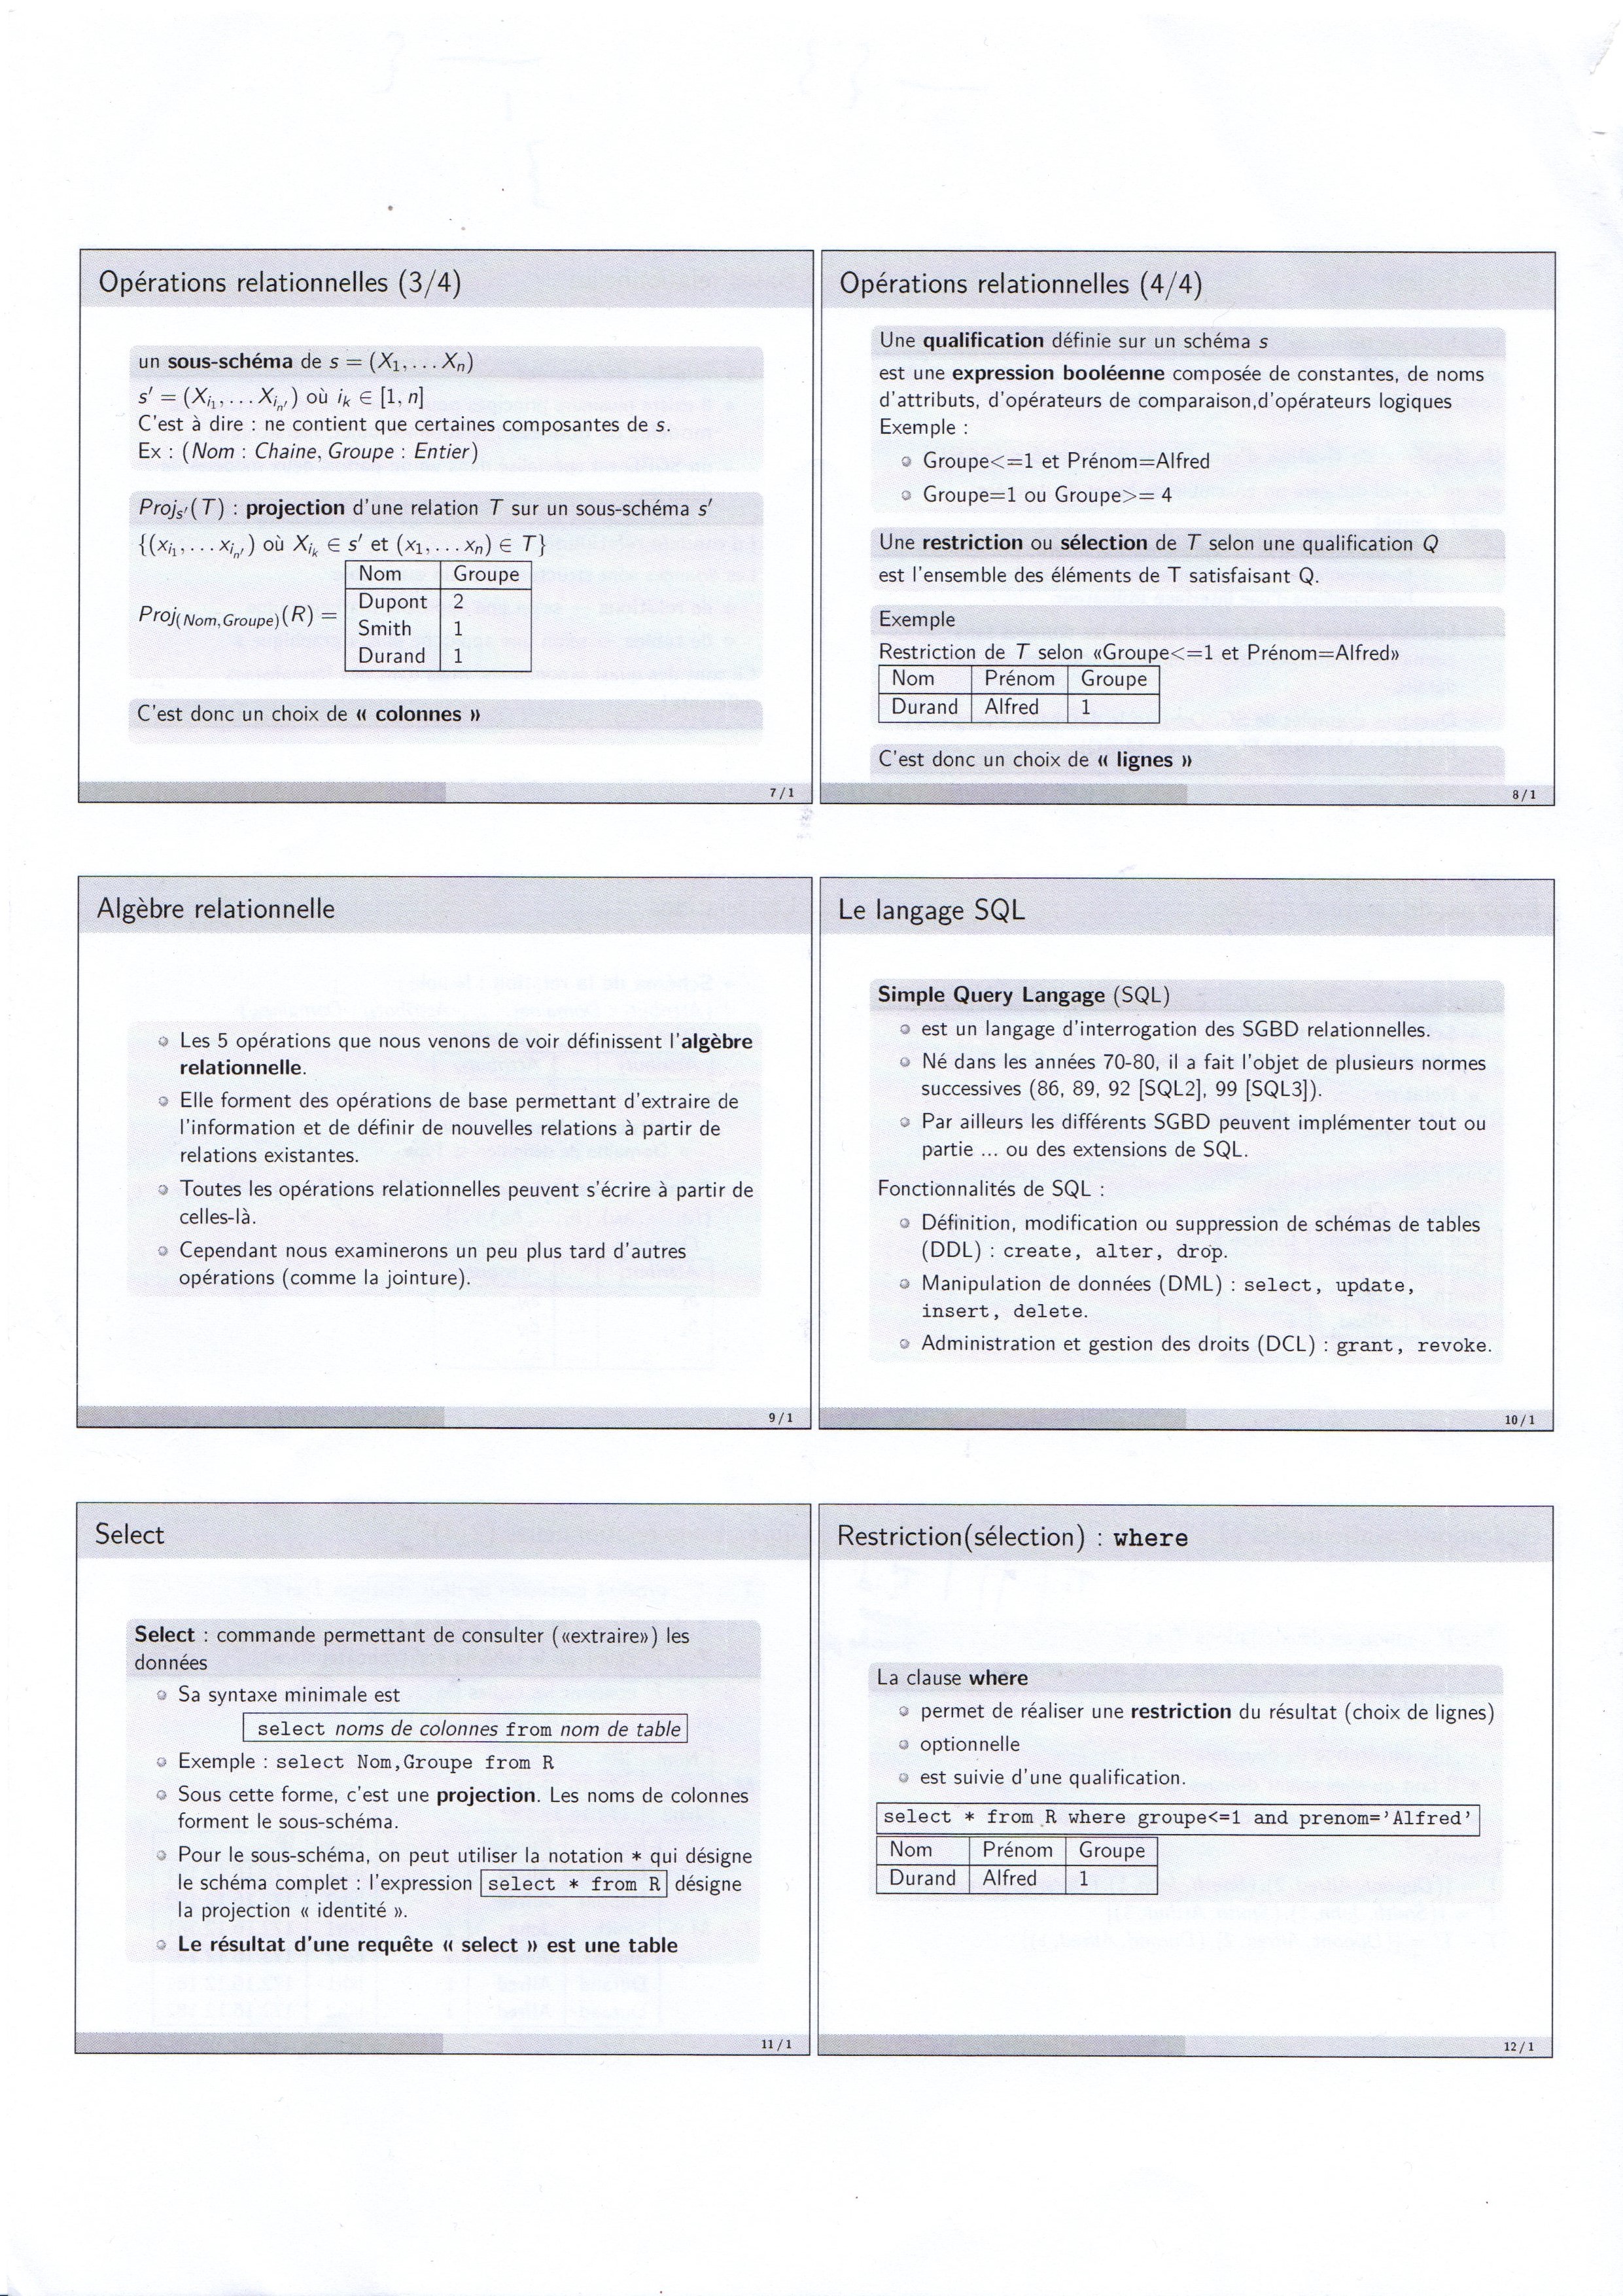 Opérations relationnelles (3/4)
un sous-schéma de s = (X₁, . . . Xₙ)
s′ = (X_{i₁}, . . . X_{i_{n′}}) où i_k ∈ [1, n]
C'est à dire : ne contient que certaines composantes de s.
Ex : (Nom : Chaine, Groupe : Entier)
Proj_{s′}(T) : projection d'une relation T sur un sous-schéma s′
{(x_{i₁}, . . . x_{i_{n′}}) où X_{i_k} ∈ s′ et (x₁, . . . xₙ) ∈ T}
Proj_{(Nom,Groupe)}(R) =
Nom Groupe
Dupont 2
Smith 1
Durand 1
C'est donc un choix de « colonnes »
7 / 1
Opérations relationnelles (4/4)
Une qualification définie sur un schéma s
est une expression booléenne composée de constantes, de noms
d'attributs, d'opérateurs de comparaison,d'opérateurs logiques
Exemple :
Groupe<=1 et Prénom=Alfred
Groupe=1 ou Groupe>= 4
Une restriction ou sélection de T selon une qualification Q
est l'ensemble des éléments de T satisfaisant Q.
Exemple
Restriction de T selon «Groupe<=1 et Prénom=Alfred»
Nom Prénom Groupe
Durand Alfred 1
C'est donc un choix de « lignes »
8 / 1
Algèbre relationnelle
Les 5 opérations que nous venons de voir définissent l'algèbre
relationnelle.
Elle forment des opérations de base permettant d'extraire de
l'information et de définir de nouvelles relations à partir de
relations existantes.
Toutes les opérations relationnelles peuvent s'écrire à partir de
celles-là.
Cependant nous examinerons un peu plus tard d'autres
opérations (comme la jointure).
9 / 1
Le langage SQL
Simple Query Langage (SQL)
est un langage d'interrogation des SGBD relationnelles.
Né dans les années 70-80, il a fait l'objet de plusieurs normes
successives (86, 89, 92 [SQL2], 99 [SQL3]).
Par ailleurs les différents SGBD peuvent implémenter tout ou
partie ... ou des extensions de SQL.
Fonctionnalités de SQL :
Définition, modification ou suppression de schémas de tables
(DDL) : create, alter, drop.
Manipulation de données (DML) : select, update,
insert, delete.
Administration et gestion des droits (DCL) : grant, revoke.
10 / 1
Select
Select : commande permettant de consulter («extraire») les
données
Sa syntaxe minimale est
select noms de colonnes from nom de table
Exemple : select Nom,Groupe from R
Sous cette forme, c'est une projection. Les noms de colonnes
forment le sous-schéma.
Pour le sous-schéma, on peut utiliser la notation * qui désigne
le schéma complet : l'expression select * from R désigne
la projection « identité ».
Le résultat d'une requête « select » est une table
11 / 1
Restriction(sélection) : where
La clause where
permet de réaliser une restriction du résultat (choix de lignes)
optionnelle
est suivie d'une qualification.
select * from R where groupe<=1 and prenom='Alfred'
Nom Prénom Groupe
Durand Alfred 1
12 / 1